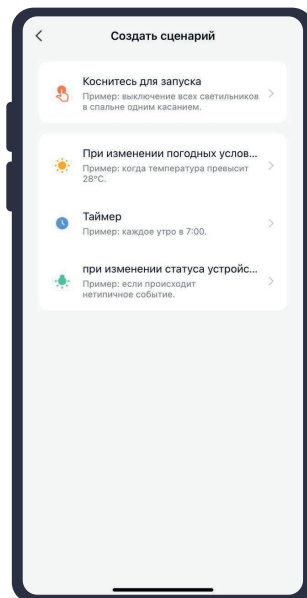 Создать сценарий
Коснитесь для запуска
Пример: выключение всех светильников
в спальне одним касанием.
При изменении погодных услов...
Пример: когда температура превысит
28°C.
Таймер
Пример: каждое утро в 7:00.
при изменении статуса устройс...
Пример: если происходит
нетипичное событие.